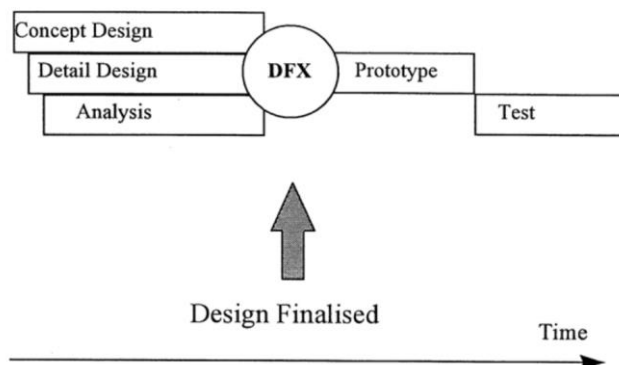 Concept Design
Detail Design
DFX
Prototype
Analysis
Test
Design Finalised
Time